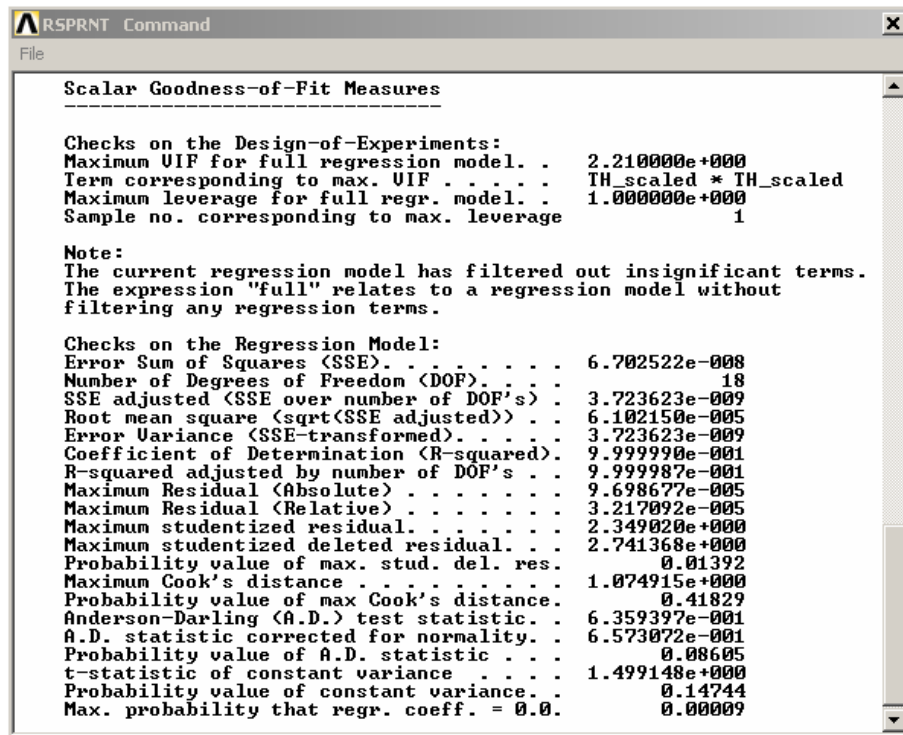 RSPRNT Command
File
Scalar Goodness-of-Fit Measures
-------------------------------
Checks on the Design-of-Experiments:
Maximum VIF for full regression model. . 2.210000e+000
Term corresponding to max. VIF . . . . . TH_scaled * TH_scaled
Maximum leverage for full regr. model. . 1.000000e+000
Sample no. corresponding to max. leverage 1
Note:
The current regression model has filtered out insignificant terms.
The expression "full" relates to a regression model without
filtering any regression terms.
Checks on the Regression Model:
Error Sum of Squares (SSE). . . . . . . . 6.702522e-008
Number of Degrees of Freedom (DOF). . . . 18
SSE adjusted (SSE over number of DOF's) . 3.723623e-009
Root mean square (sqrt(SSE adjusted)) . . 6.102150e-005
Error Variance (SSE-transformed). . . . . 3.723623e-009
Coefficient of Determination (R-squared). 9.999990e-001
R-squared adjusted by number of DOF's . . 9.999987e-001
Maximum Residual (Absolute) . . . . . . . 9.698677e-005
Maximum Residual (Relative) . . . . . . . 3.217092e-005
Maximum studentized residual. . . . . . . 2.349020e+000
Maximum studentized deleted residual. . . 2.741368e+000
Probability value of max. stud. del. res. 0.01392
Maximum Cook's distance . . . . . . . . . 1.074915e+000
Probability value of max Cook's distance. 0.41829
Anderson-Darling (A.D.) test statistic. . 6.359397e-001
A.D. statistic corrected for normality. . 6.573072e-001
Probability value of A.D. statistic . . . 0.08605
t-statistic of constant variance . . . . 1.499148e+000
Probability value of constant variance. . 0.14744
Max. probability that regr. coeff. = 0.0. 0.00009